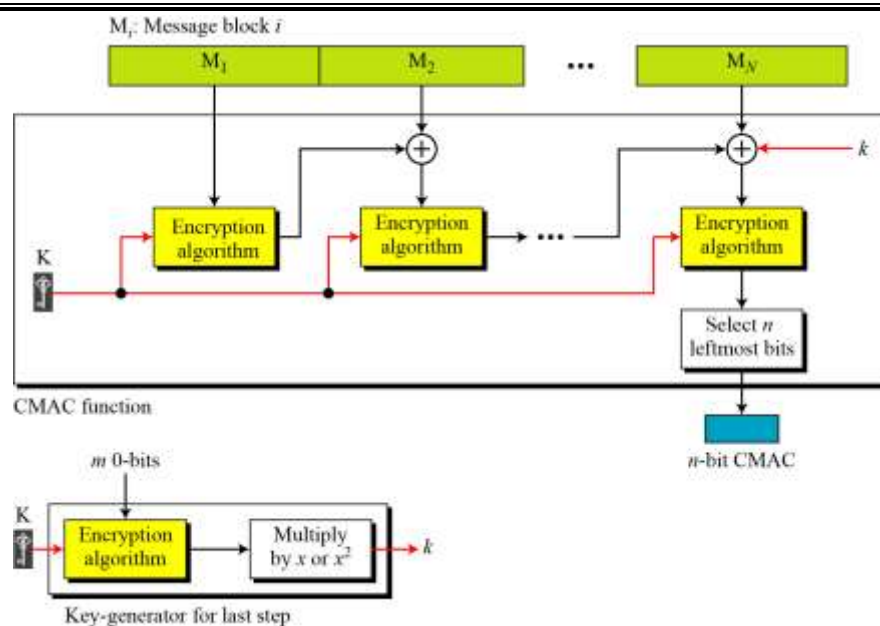 Mᵢ: Message block i
M₁ M₂ ••• M_N
k
Encryption algorithm
Encryption algorithm
•••
Encryption algorithm
K
Select n
leftmost bits
CMAC function
n-bit CMAC
m 0-bits
K
Encryption algorithm
Multiply
by x or x²
k
Key-generator for last step